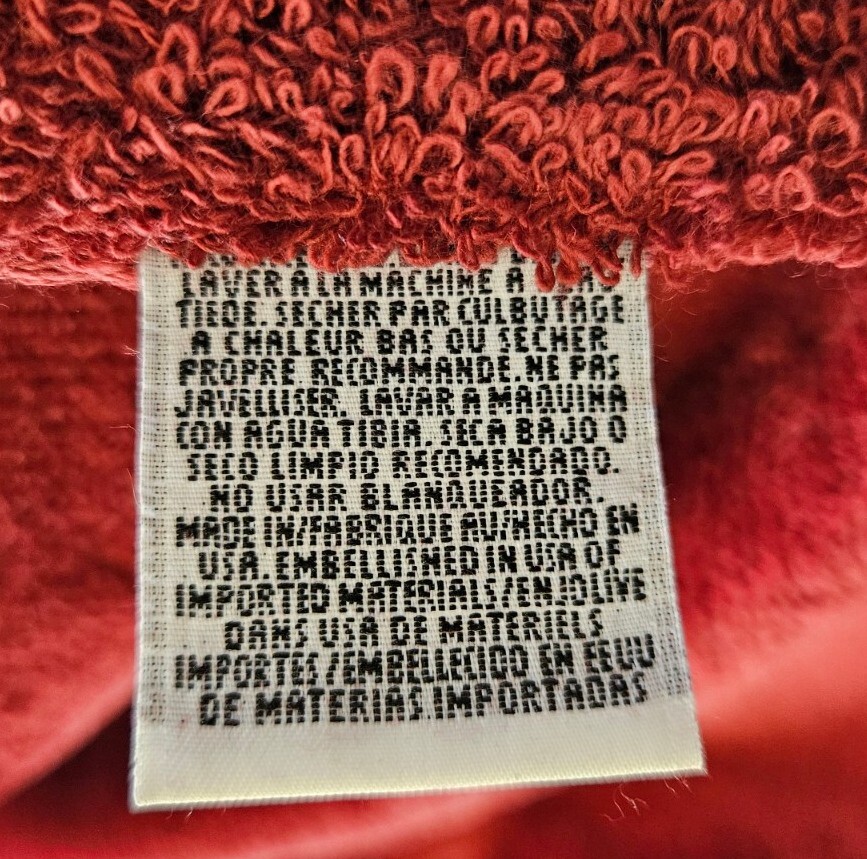 LAVER À LA MACHINE A
TIEDE. SECHER PAR CULBUTAGE
A CHALEUR BAS OU SECHER
PROPRE RECOMMANDE. NE PAS
JAVELLISER. LAVAR A MAQUINA
CON AGUA TIBIA. SECA BAJO O
SECO LIMPIO RECOMENDADO.
NO USAR BLANQUEADOR.
MADE IN/FABRIQUE AU/HECHO EN
USA. EMBELLISHED IN USA OF
IMPORTED MATERIALS/ENJOLIVE
DANS USA DE MATERIELS
IMPORTES/EMBELLECIDO EN EEUU
DE MATERIAS IMPORTADAS